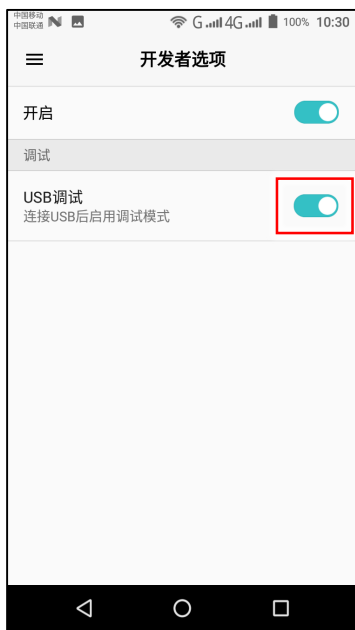 中国移动
中国联通
G 4G 100% 10:30
开发者选项
开启
调试
USB调试
连接USB后启用调试模式